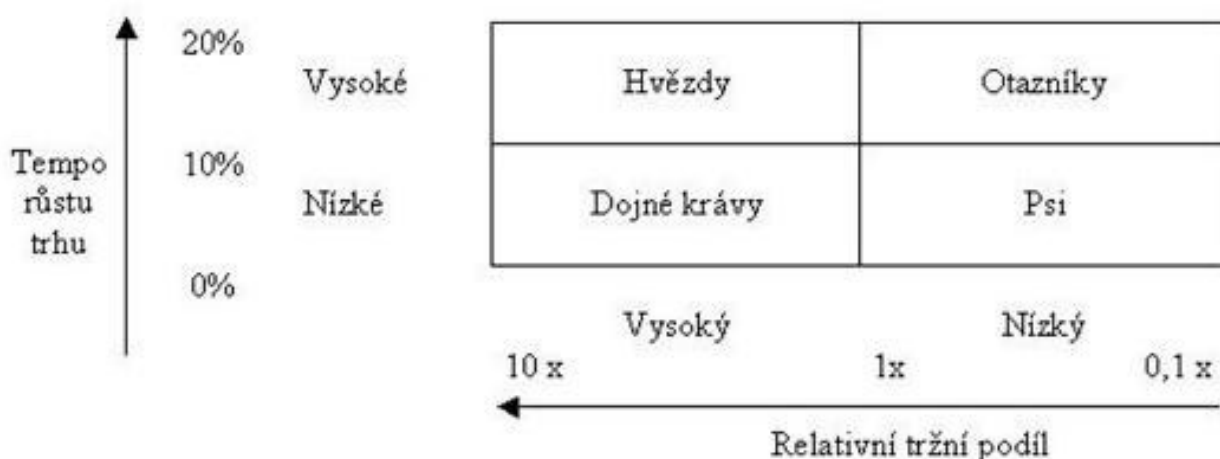 20%
Vysoké
Hvězdy
Otazníky
Tempo
růstu
trhu
10%
Nízké
Dojné krávy
Psi
0%
Vysoký
Nízký
10 x
1x
0,1 x
Relativní tržní podíl